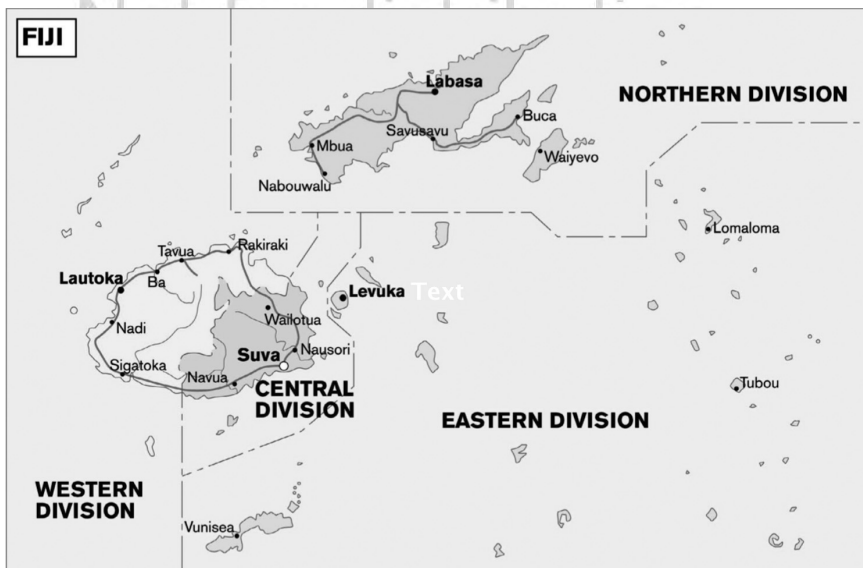 FIJI
Labasa
NORTHERN DIVISION
Buca
Savusavu
Mbua
Waiyevo
Nabouwalu
Lomaloma
Rakiraki
Tavua
Ba
Lautoka
Levuka
Text
Wailotua
Nadi
Nausori
Suva
Sigatoka
Navua
Tubou
CENTRAL
DIVISION
EASTERN DIVISION
WESTERN
DIVISION
Vunisea